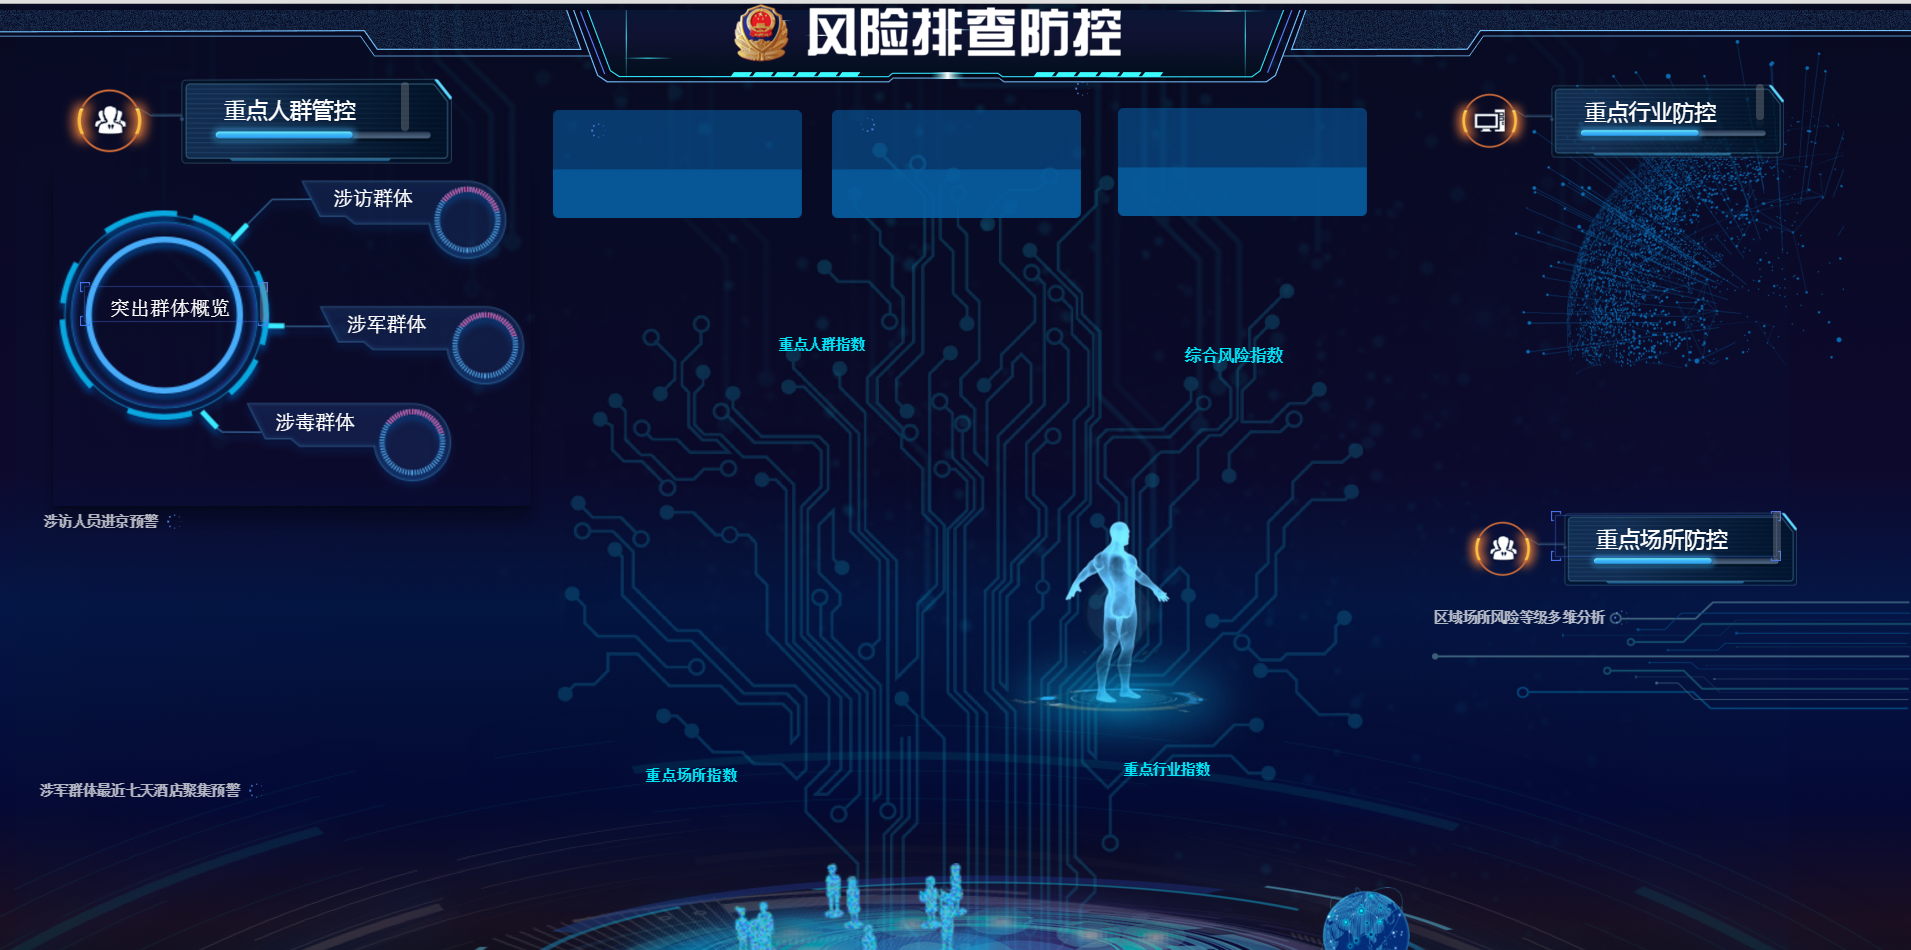 风险排查防控
重点人群管控
涉访群体
突出群体概览
涉军群体
涉毒群体
涉访人员进京预警
涉军群体最近七天酒店聚集预警
重点人群指数
综合风险指数
重点场所指数
重点行业指数
重点行业防控
重点场所防控
区域场所风险等级多维分析